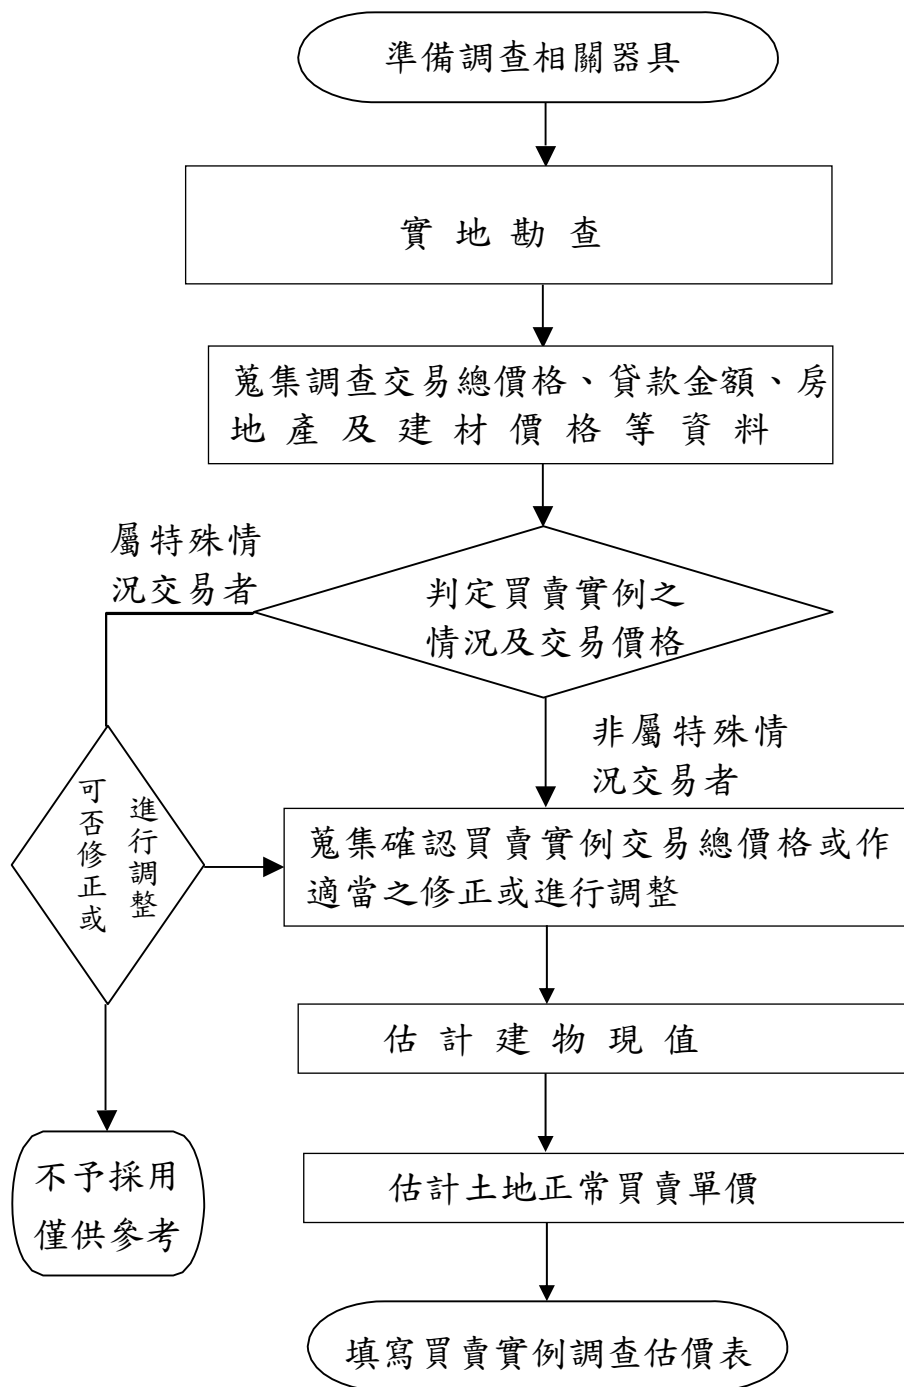 準備調查相關器具
實地勘查
蒐集調查交易總價格、貸款金額、房
地產及建材價格等資料
屬特殊情
況交易者
判定買賣實例之
情況及交易價格
非屬特殊情
況交易者
可否修正或
進行調整
蒐集確認買賣實例交易總價格或作
適當之修正或進行調整
估計建物現值
不予採用
僅供參考
估計土地正常買賣單價
填寫買賣實例調查估價表